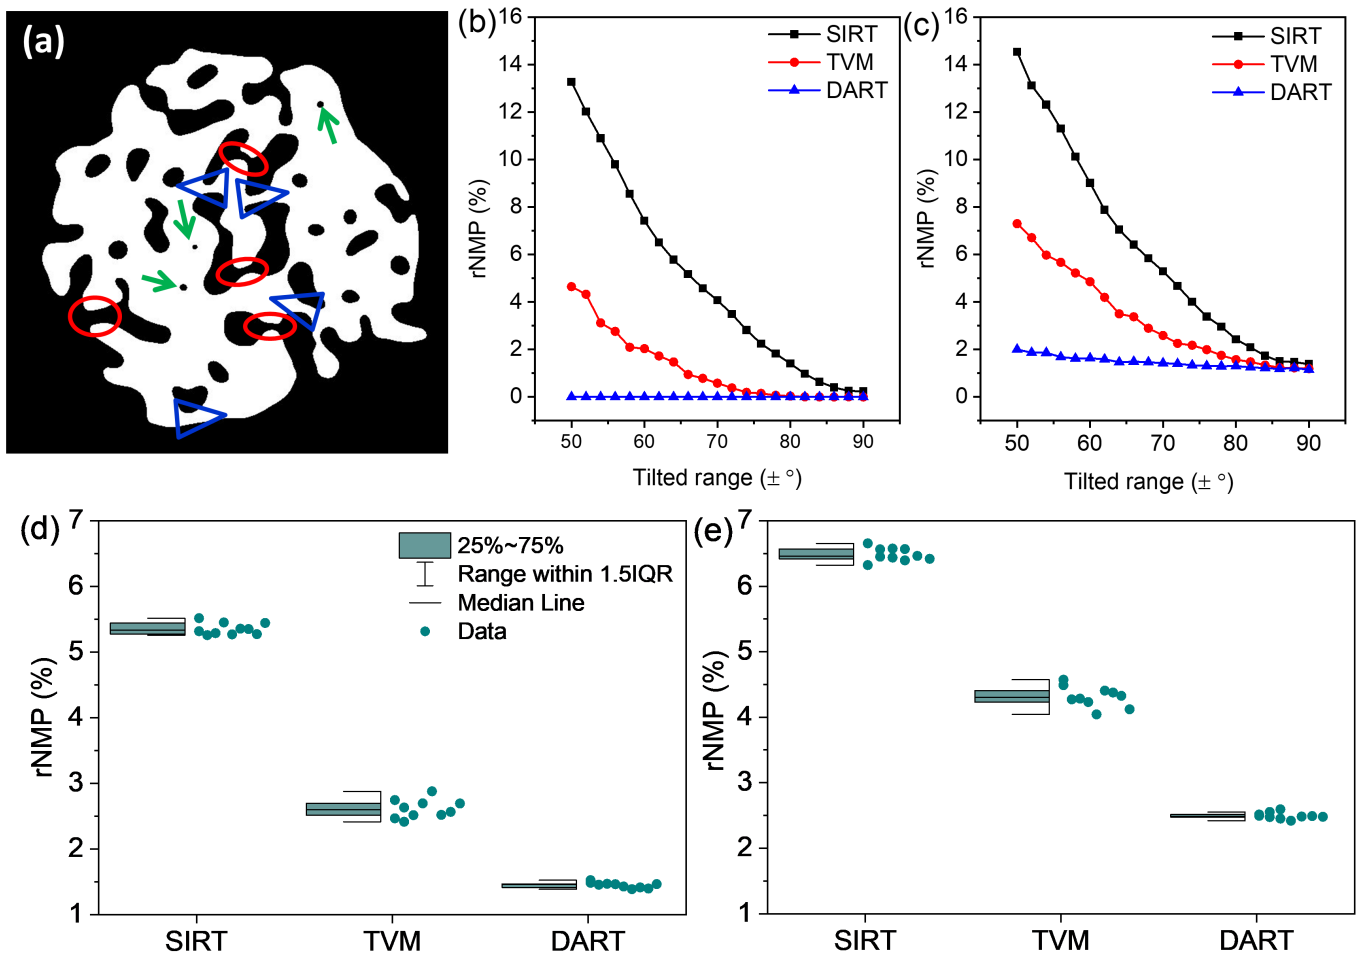 (a)
(b)
16
14
12
10
8
6
4
2
0
rNMP (%)
SIRT
TVM
DART
50
60
70
80
90
Tilted range (± °)
(c)
16
14
12
10
8
6
4
2
0
rNMP (%)
SIRT
TVM
DART
50
60
70
80
90
Tilted range (± °)
(d)
7
6
5
4
3
2
1
rNMP (%)
25%~75%
Range within 1.5IQR
Median Line
Data
SIRT
TVM
DART
(e)
7
6
5
4
3
2
1
rNMP (%)
SIRT
TVM
DART